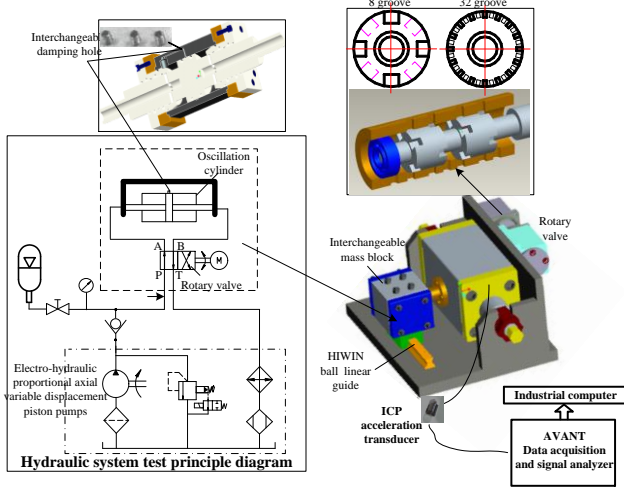 8 groove
32 groove
Interchangeab
damping hole
Oscillation
cylinder
A B
M
P T
Rotary valve
Electro-hydraulic
proportional axial
variable displacement
piston pumps
Hydraulic system test principle diagram
Interchangeable
mass block
Rotary
valve
HIWIN
ball linear
guide
ICP
acceleration
transducer
Industrial computer
AVANT
Data acquisition
and signal analyzer